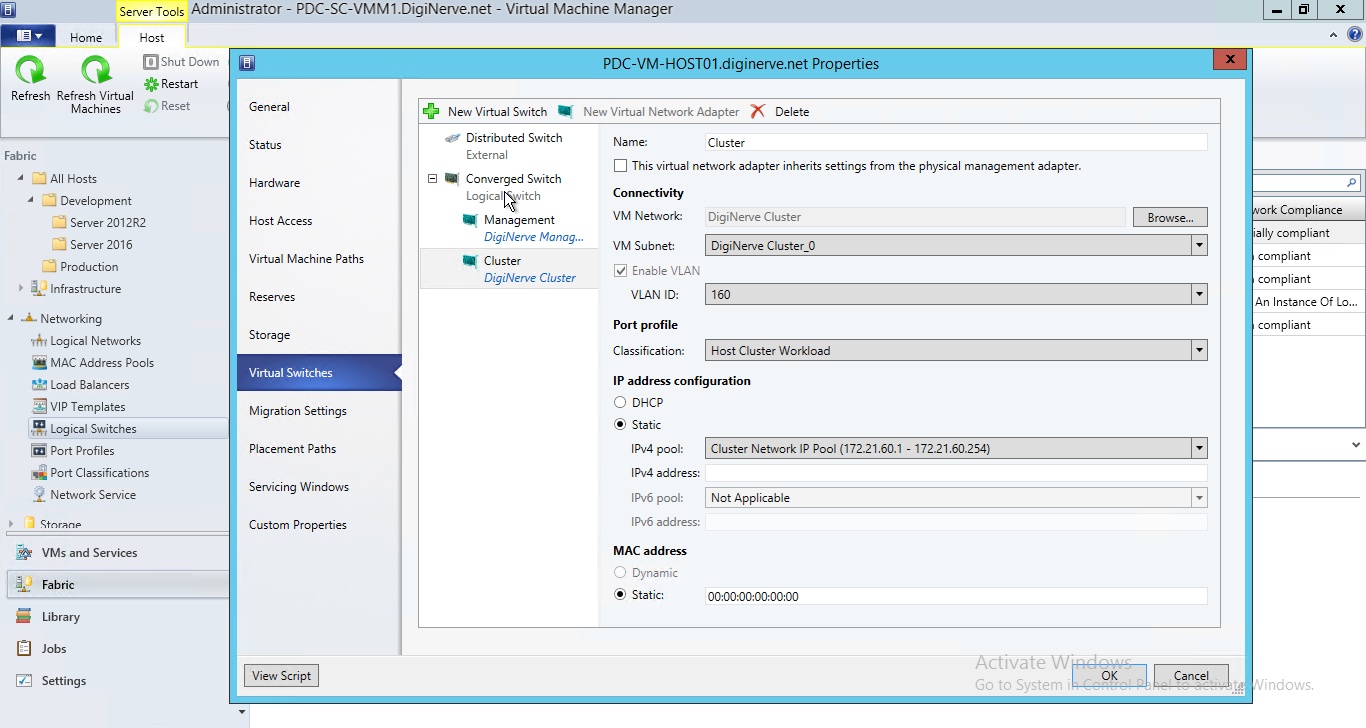 Server Tools
Administrator - PDC-SC-VMM1.DigiNerve.net - Virtual Machine Manager
Home
Host
Refresh
Refresh Virtual Machines
Shut Down
Restart
Reset
PDC-VM-HOST01.diginerve.net Properties
Fabric
All Hosts
Development
Server 2012R2
Server 2016
Production
Infrastructure
Networking
Logical Networks
MAC Address Pools
Load Balancers
VIP Templates
Logical Switches
Port Profiles
Port Classifications
Network Service
Storage
VMs and Services
Fabric
Library
Jobs
Settings
General
Status
Hardware
Host Access
Virtual Machine Paths
Reserves
Storage
Virtual Switches
Migration Settings
Placement Paths
Servicing Windows
Custom Properties
View Script
New Virtual Switch
New Virtual Network Adapter
Delete
Distributed Switch
External
Converged Switch
Logical Switch
Management
DigiNerve Manag...
Cluster
DigiNerve Cluster
Name: Cluster
This virtual network adapter inherits settings from the physical management adapter.
Connectivity
VM Network: DigiNerve Cluster Browse...
VM Subnet: DigiNerve Cluster_0
Enable VLAN
VLAN ID: 160
Port profile
Classification: Host Cluster Workload
IP address configuration
DHCP
Static
IPv4 pool: Cluster Network IP Pool (172.21.60.1 - 172.21.60.254)
IPv4 address:
IPv6 pool: Not Applicable
IPv6 address:
MAC address
Dynamic
Static: 00:00:00:00:00:00
OK
Cancel
Compliance
compliant
compliant
compliant
An Instance Of Lo...
compliant
Activate Windows
Go to System in Control Panel to activate Windows.